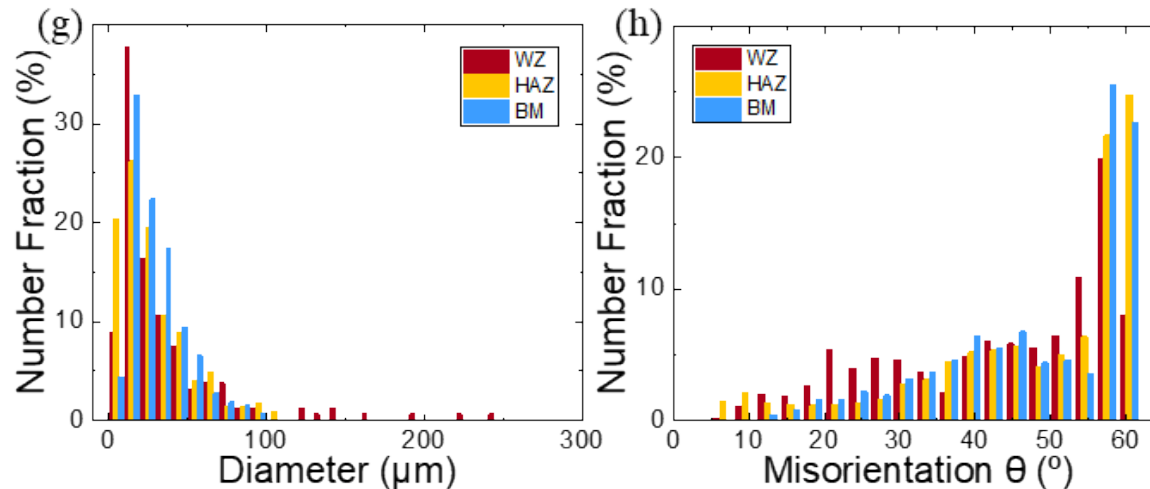 (g)
Number Fraction (%)
30
20
10
0
WZ
HAZ
BM
0
100
200
300
Diameter (μm)
(h)
Number Fraction (%)
20
10
0
WZ
HAZ
BM
0
10
20
30
40
50
60
Misorientation θ (º)